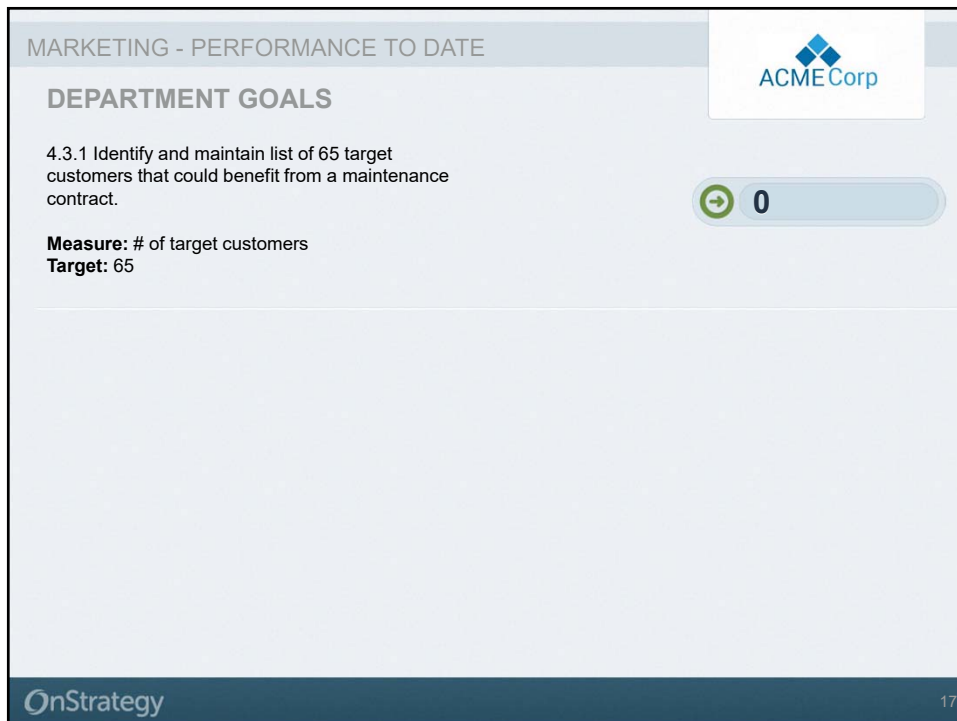 MARKETING - PERFORMANCE TO DATE
ACMECorp
DEPARTMENT GOALS
4.3.1 Identify and maintain list of 65 target
customers that could benefit from a maintenance
contract.
0
Measure: # of target customers
Target: 65
OnStrategy
17